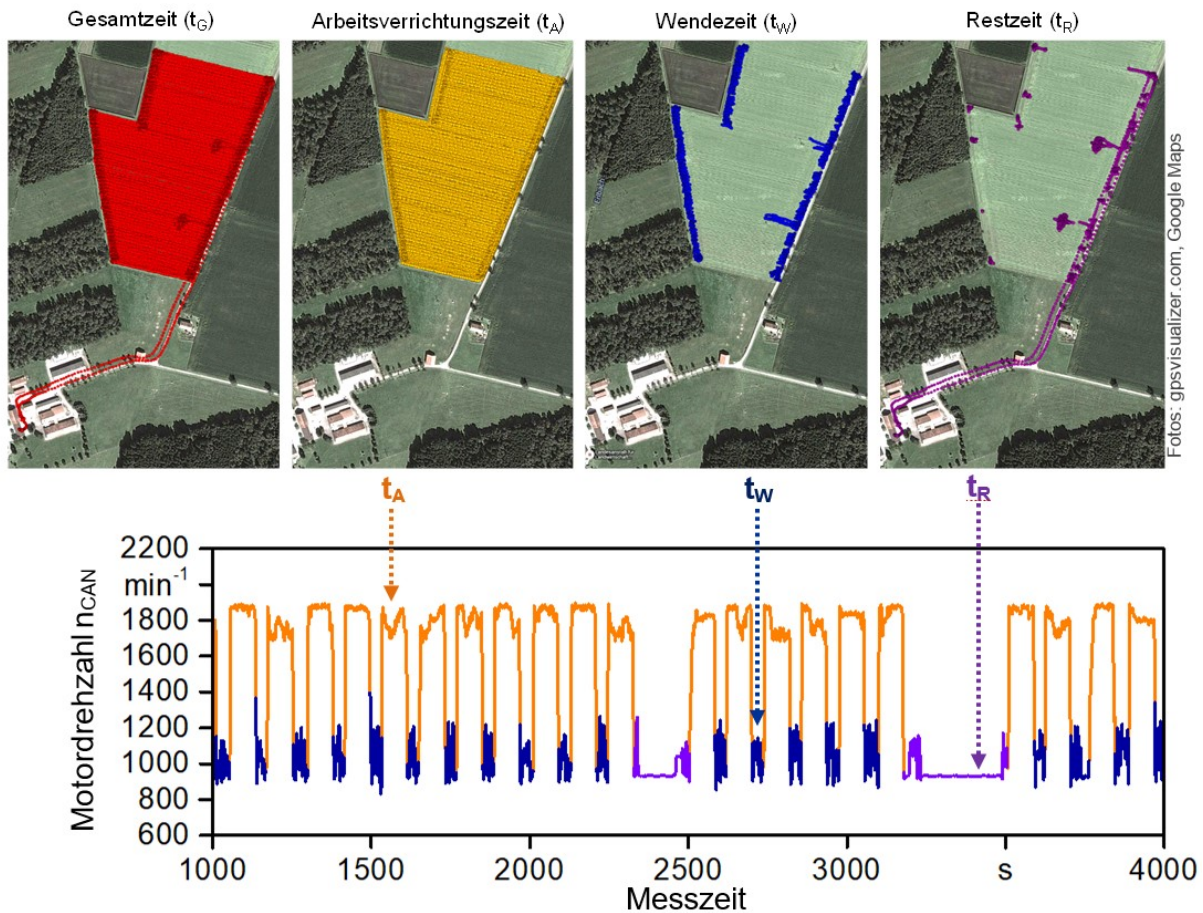 Gesamtzeit (tG)
Arbeitsverrichtungszeit (tA)
Wendezeit (tW)
Restzeit (tR)
Fotos: gpsvisualizer.com, Google Maps
tA
tW
tR
Motordrehzahl nCAN
2200
min-1
1800
1600
1400
1200
1000
800
600
1000
1500
2000
2500
3000
s
4000
Messzeit